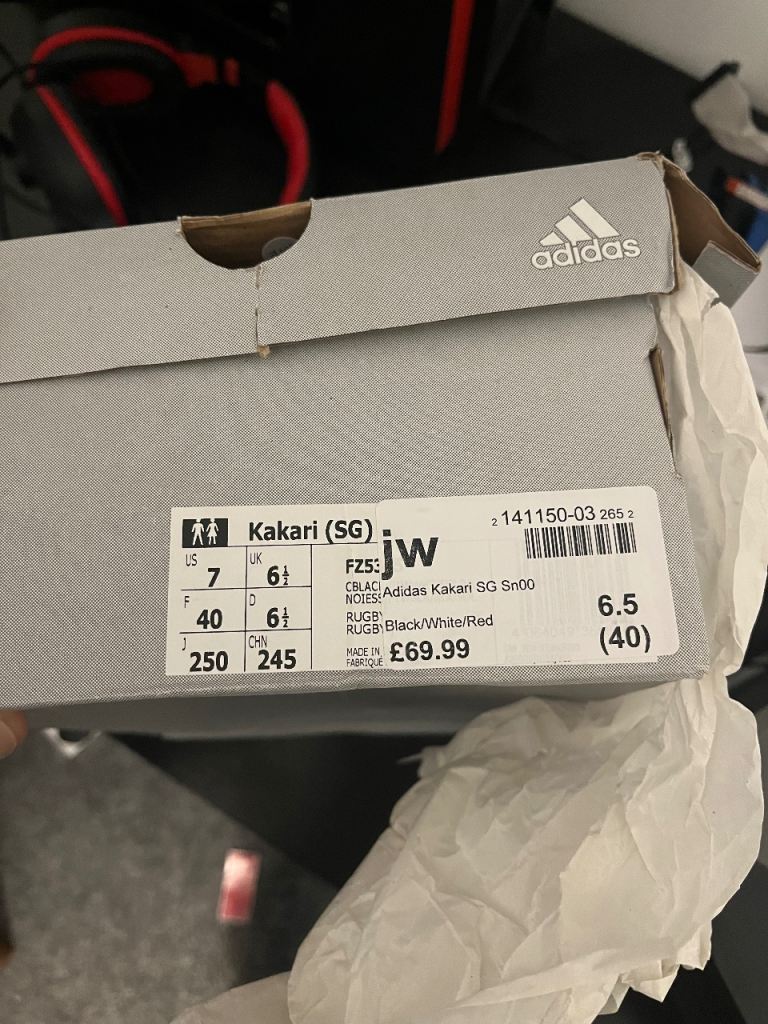 adidas
Kakari (SG)
US 7 UK 6½
F 40 D 6½
J 250 CHN 245
FZ53
CBLAC
NOIESS
RUGBY
RUGBY
MADE IN
FABRIQUE
2 141150-03 265 2
jw
Adidas Kakari SG Sn00
Black/White/Red
£69.99
6.5
(40)